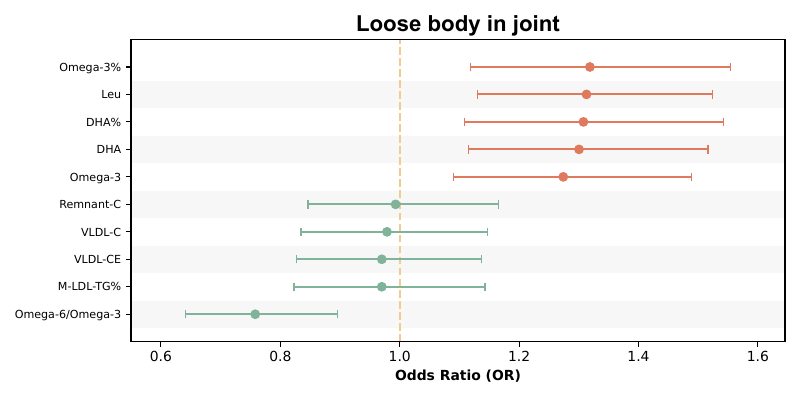 Loose body in joint
Omega-3%
Leu
DHA%
DHA
Omega-3
Remnant-C
VLDL-C
VLDL-CE
M-LDL-TG%
Omega-6/Omega-3
0.6 0.8 1.0 1.2 1.4 1.6
Odds Ratio (OR)